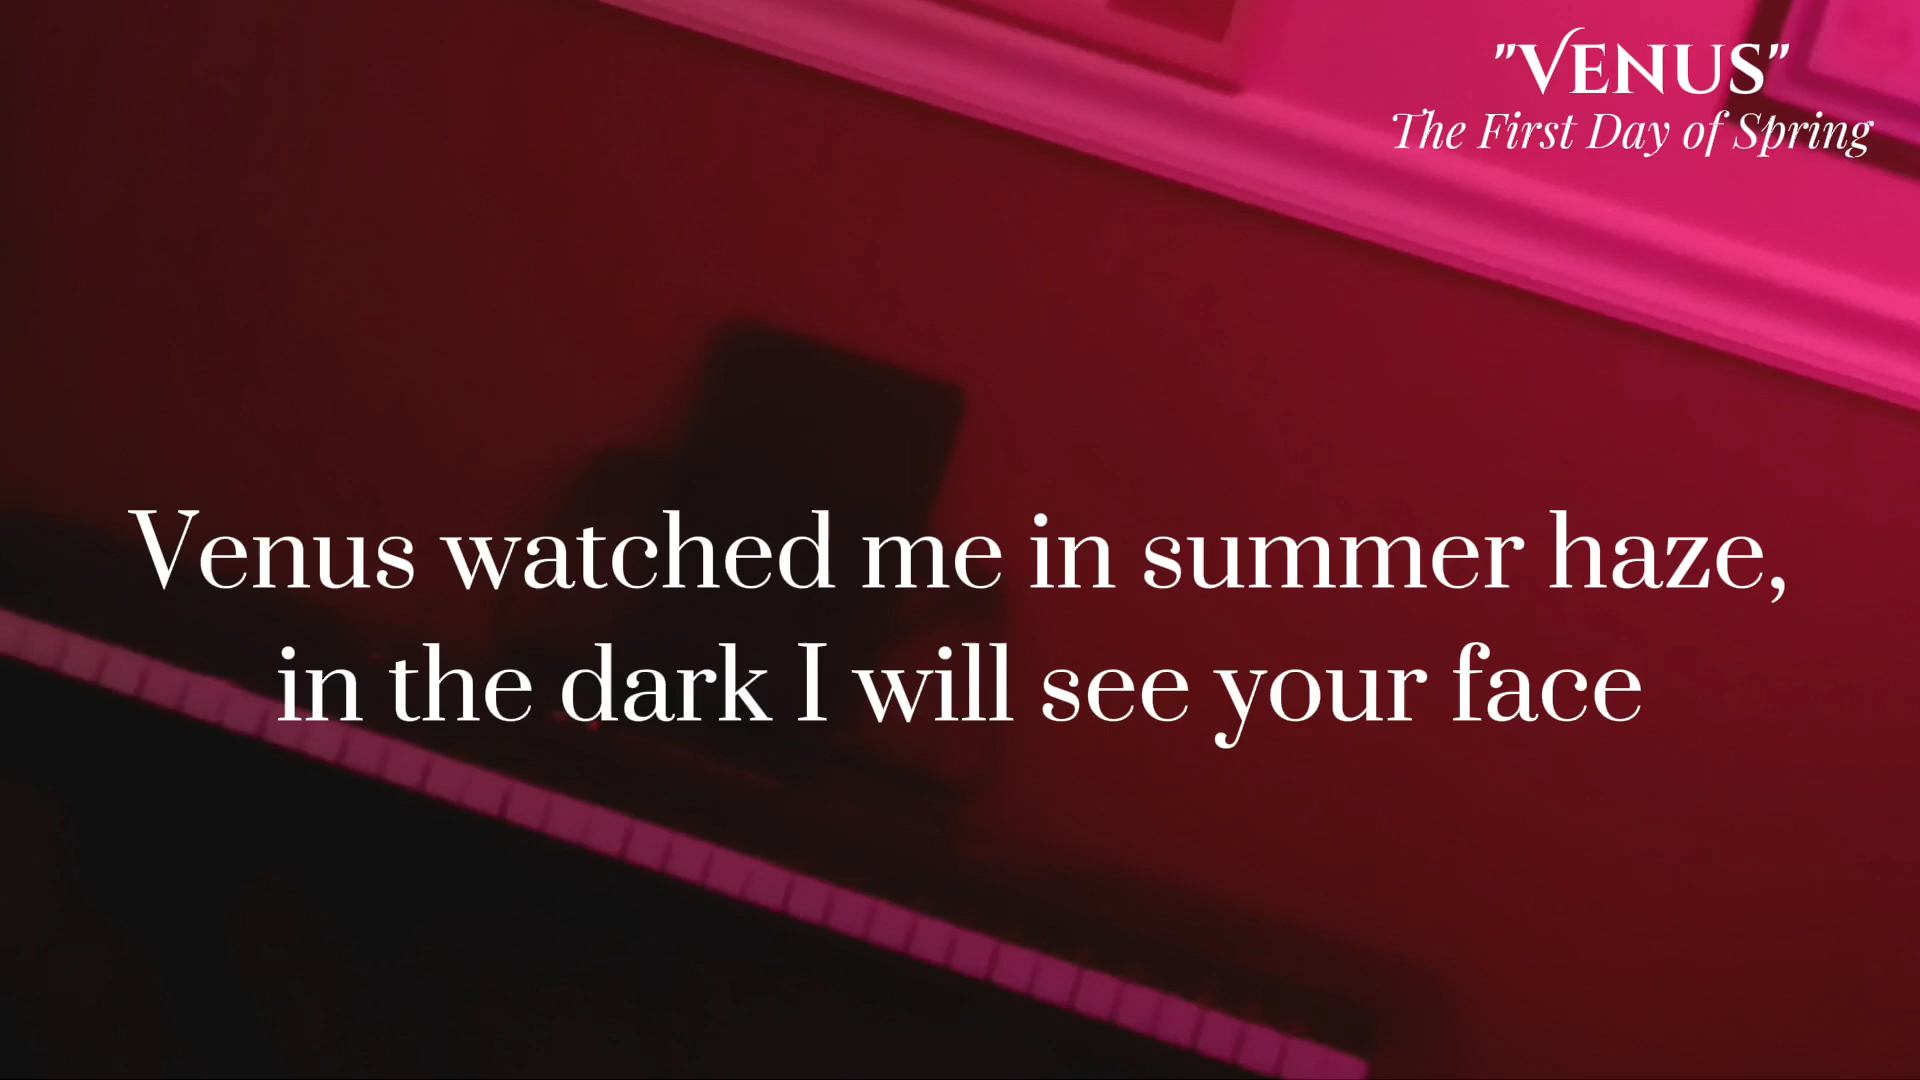 "VENUS"
The First Day of Spring
Venus watched me in summer haze,
in the dark I will see your face